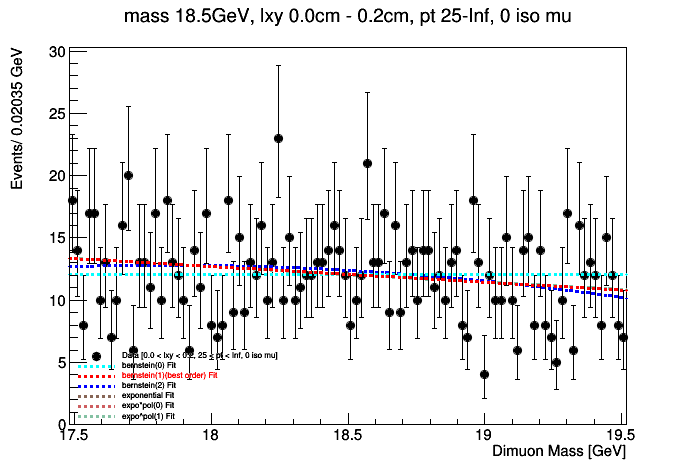 mass 18.5GeV, lxy 0.0cm - 0.2cm, pt 25-Inf, 0 iso mu
Events/ 0.02035 GeV
30
25
20
15
10
5
0
Data [0.0 < lxy < 0.2, 25 ≤ pt < Inf, 0 iso mu]
bernstein(0) Fit
bernstein(1)(best order) Fit
bernstein(2) Fit
exponential Fit
expo*pol(0) Fit
expo*pol(1) Fit
17.5 18 18.5 19 19.5
Dimuon Mass [GeV]